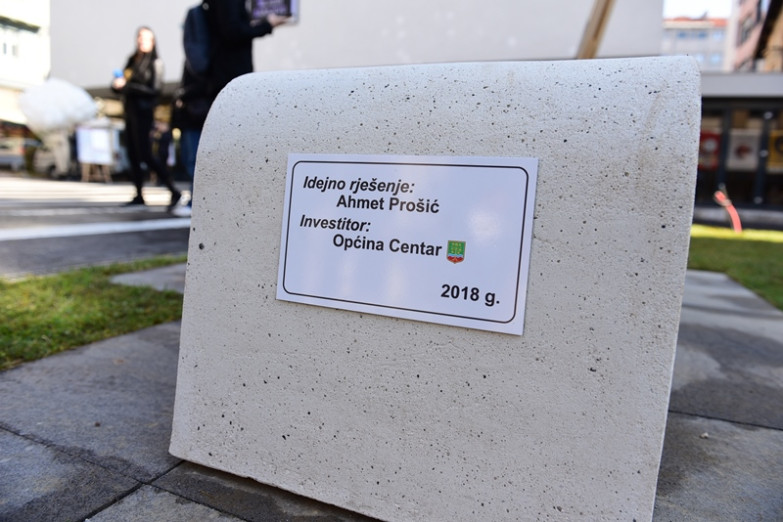 Idejno rješenje:
Ahmet Prošić
Investitor:
Općina Centar
2018 g.